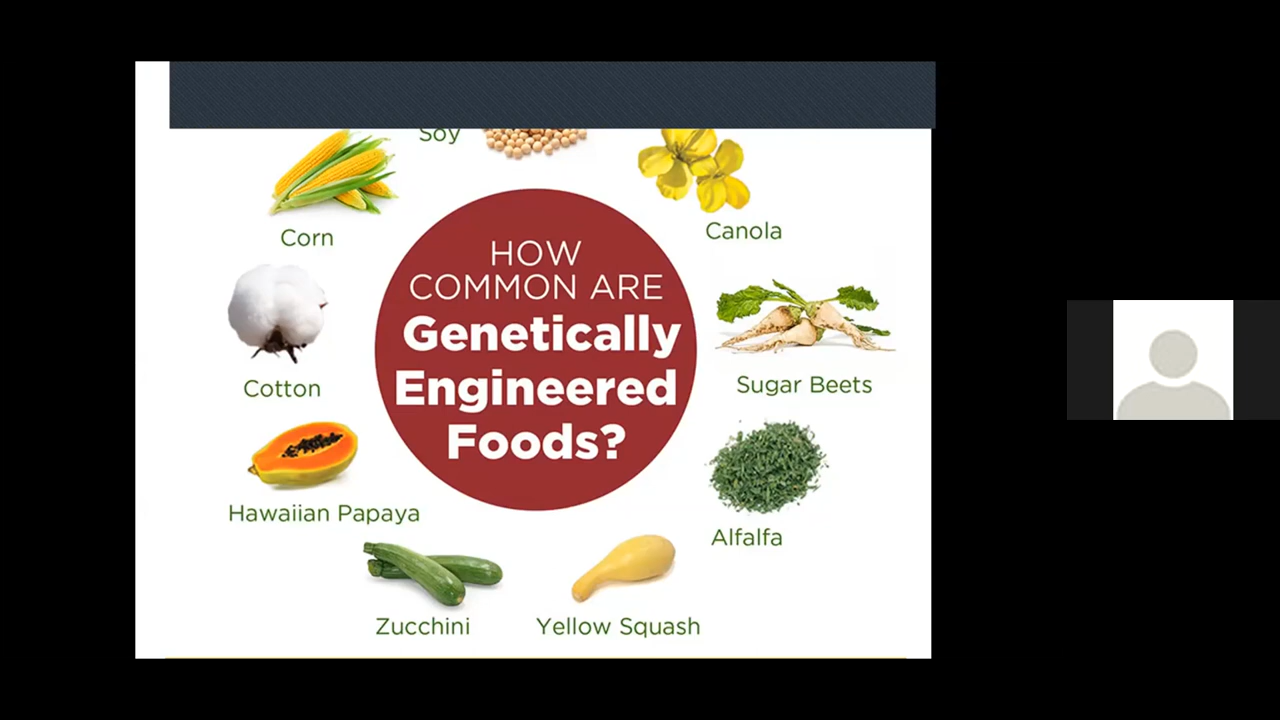 Soy
Corn
Canola
HOW
COMMON ARE
Genetically
Engineered
Foods?
Cotton
Sugar Beets
Hawaiian Papaya
Alfalfa
Zucchini
Yellow Squash